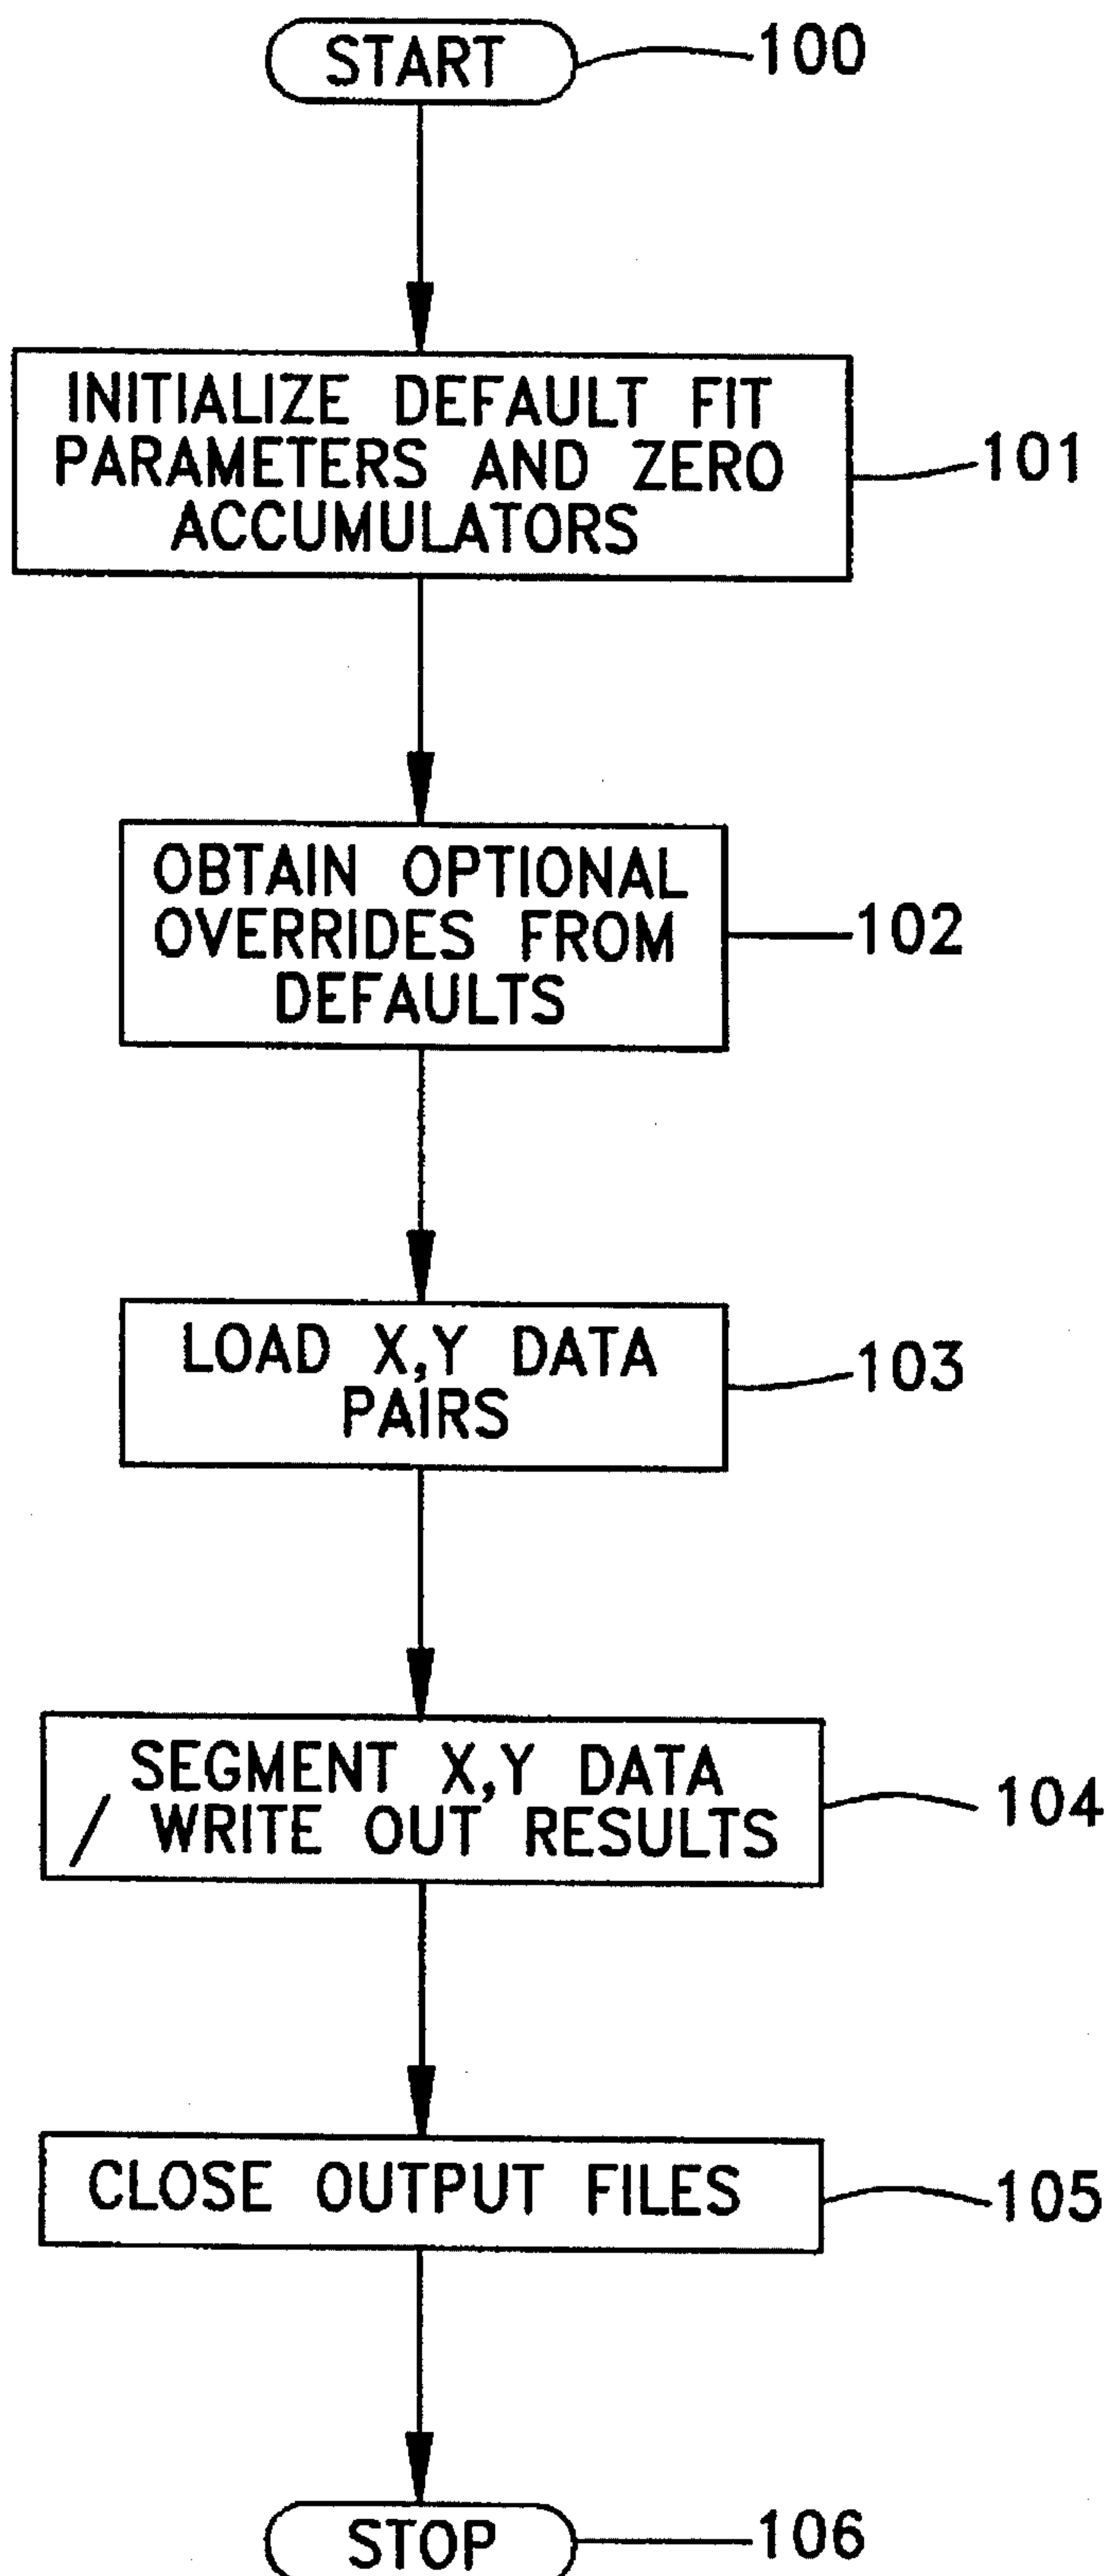 START 100
INITIALIZE DEFAULT FIT
PARAMETERS AND ZERO
ACCUMULATORS
101
OBTAIN OPTIONAL
OVERRIDES FROM
DEFAULTS
102
LOAD X,Y DATA
PAIRS
103
SEGMENT X,Y DATA
/ WRITE OUT RESULTS
104
CLOSE OUTPUT FILES 105
STOP 106